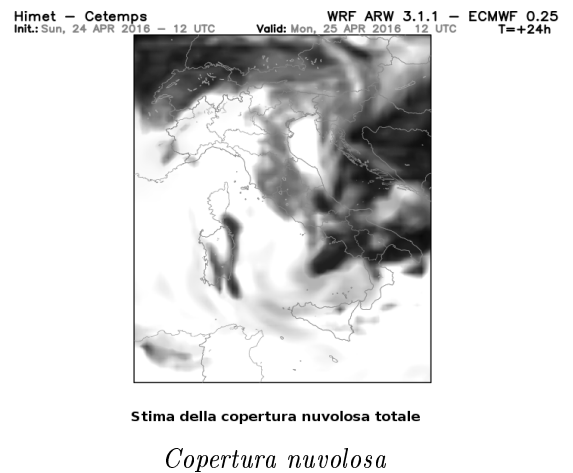 Himet – Cetemps WRF ARW 3.1.1 – ECMWF 0.25
Init.: Sun, 24 APR 2016 – 12 UTC Valid: Mon, 25 APR 2016 12 UTC T=+24h
Stima della copertura nuvolosa totale
Copertura nuvolosa